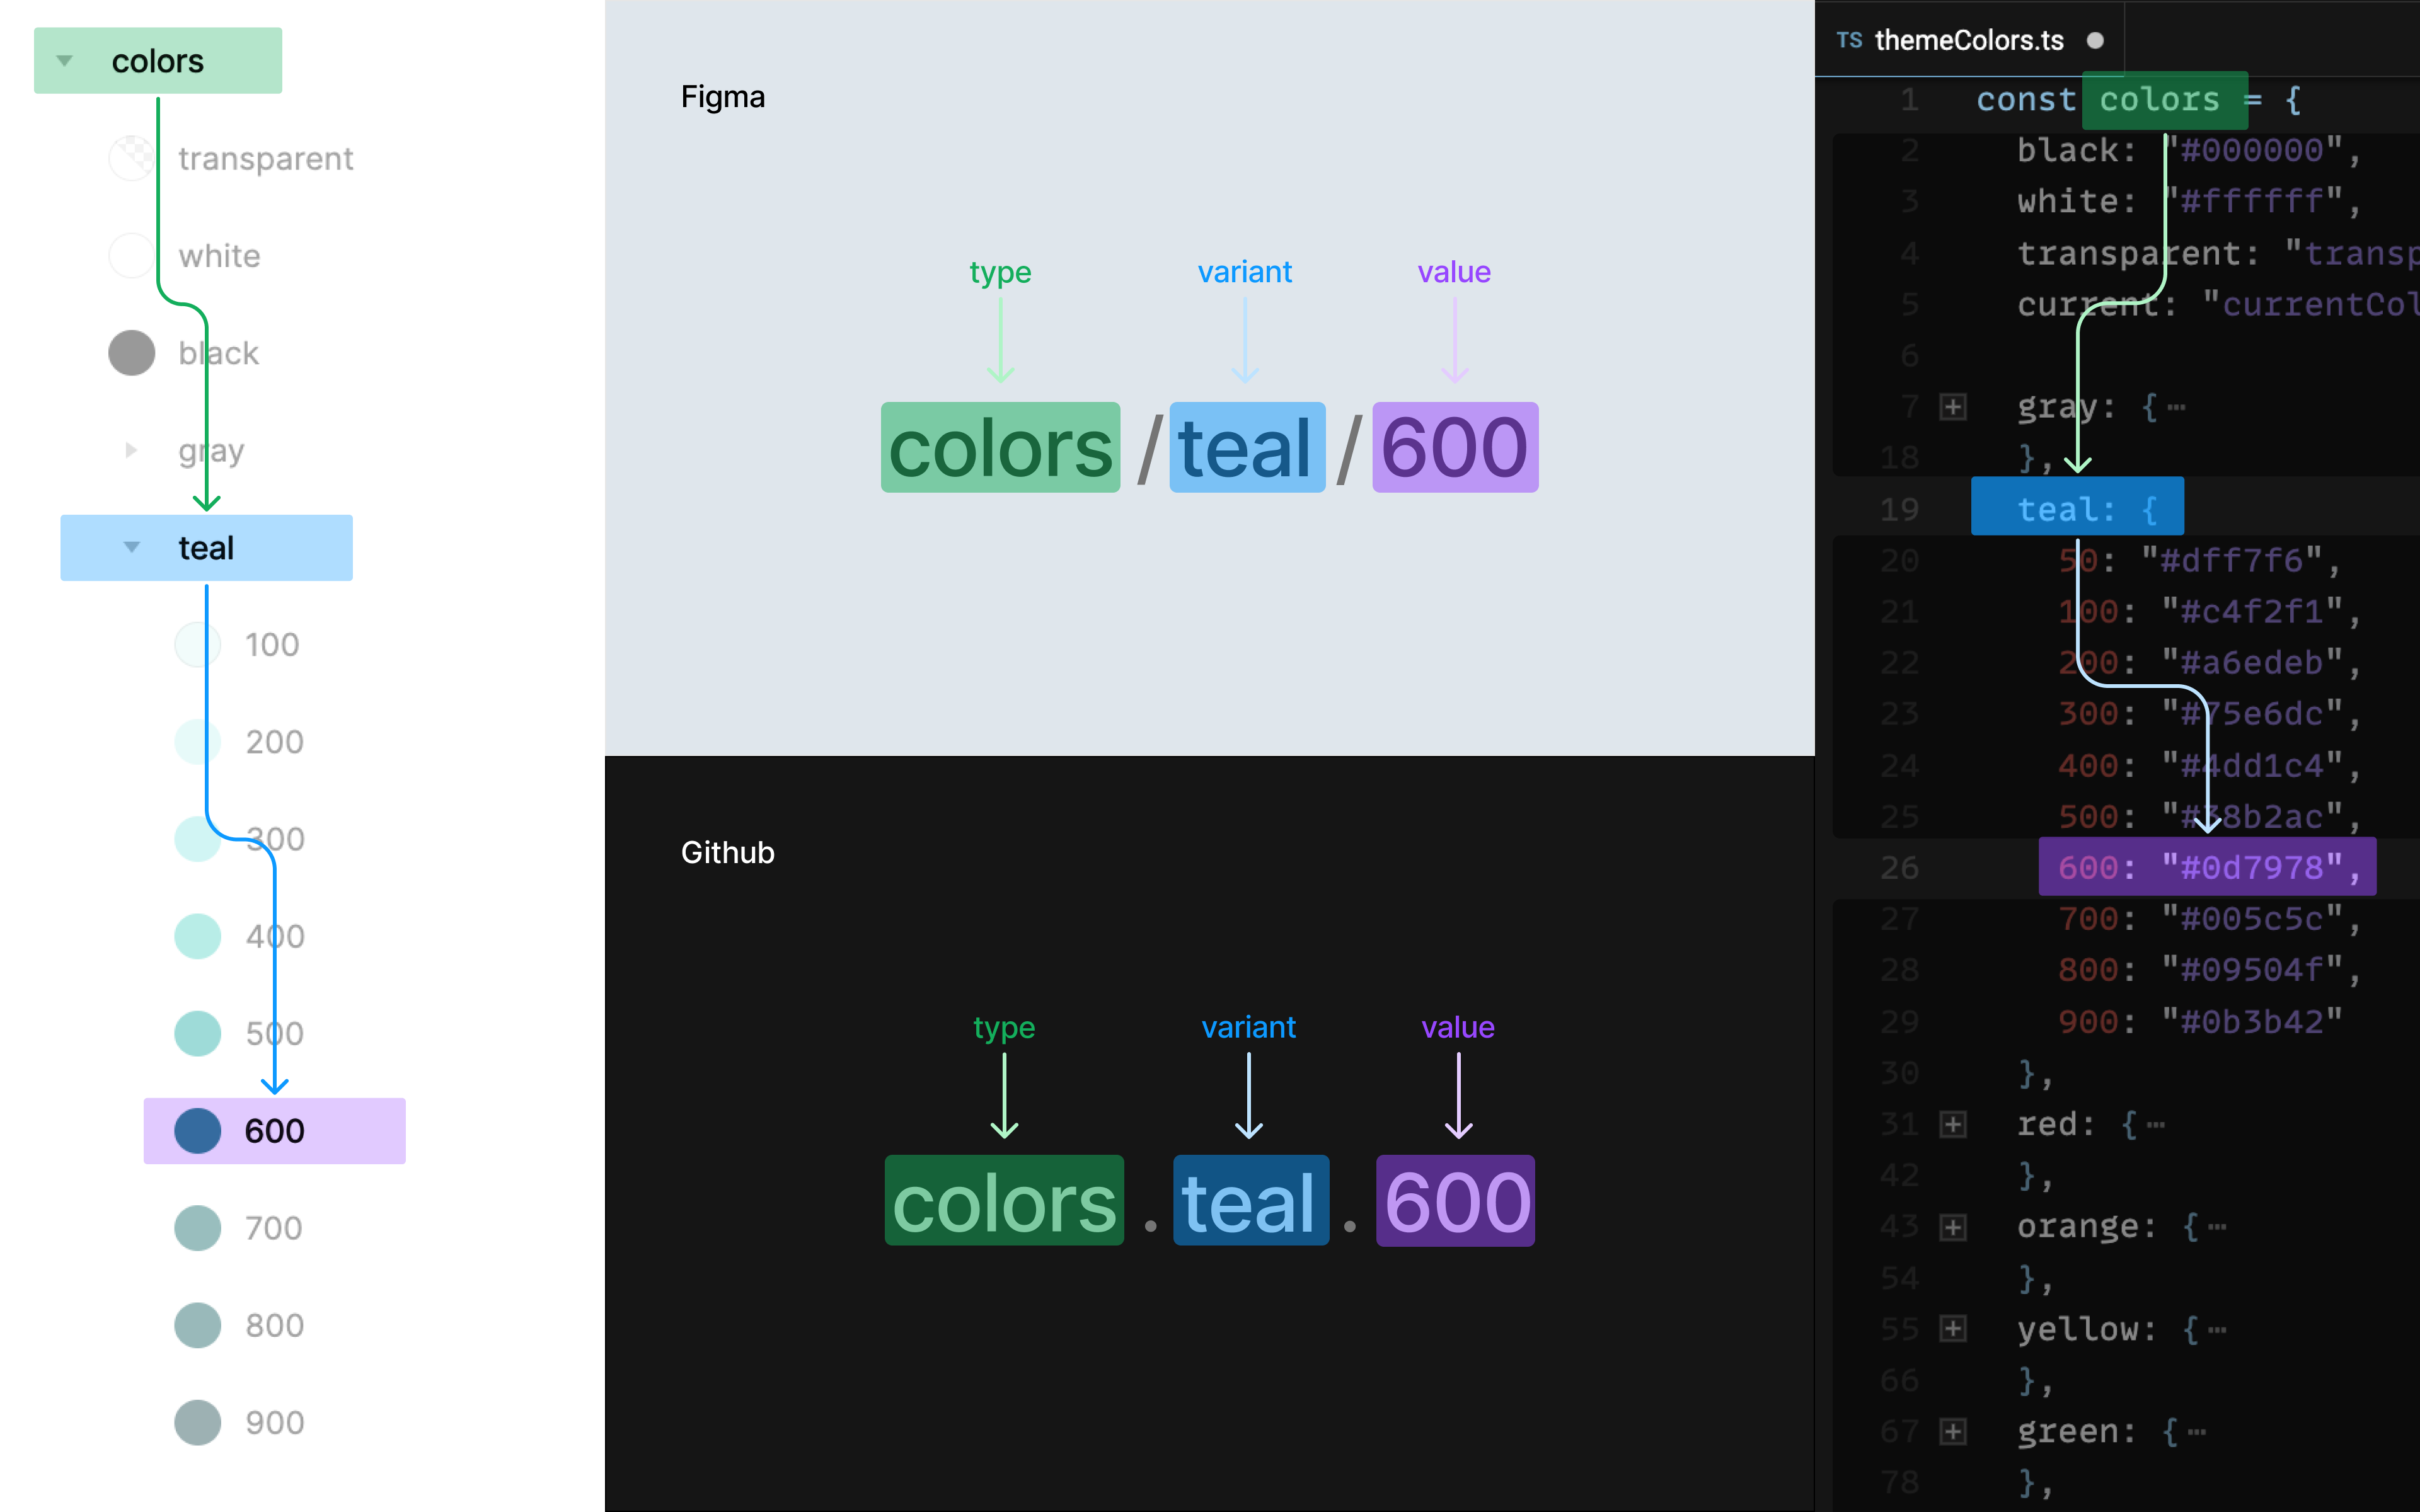 colors
transparent
white
black
gray
teal
100
200
300
400
500
600
700
800
900
Figma
type variant value
colors / teal / 600
Github
type variant value
colors . teal . 600
TS themeColors.ts
1 const colors = {
2 black: "#000000",
3 white: "#ffffff",
4 transparent: "transp
5 current: "currentCol
6
7 gray: { ⋯
18 },
19 teal: {
20 50: "#dff7f6",
21 100: "#c4f2f1",
22 200: "#a6edeb",
23 300: "#75e6dc",
24 400: "#4dd1c4",
25 500: "#38b2ac",
26 600: "#0d7978",
27 700: "#005c5c",
28 800: "#09504f",
29 900: "#0b3b42"
30 },
31 red: { ⋯
42 },
43 orange: { ⋯
54 },
55 yellow: { ⋯
66 },
67 green: { ⋯
78 },